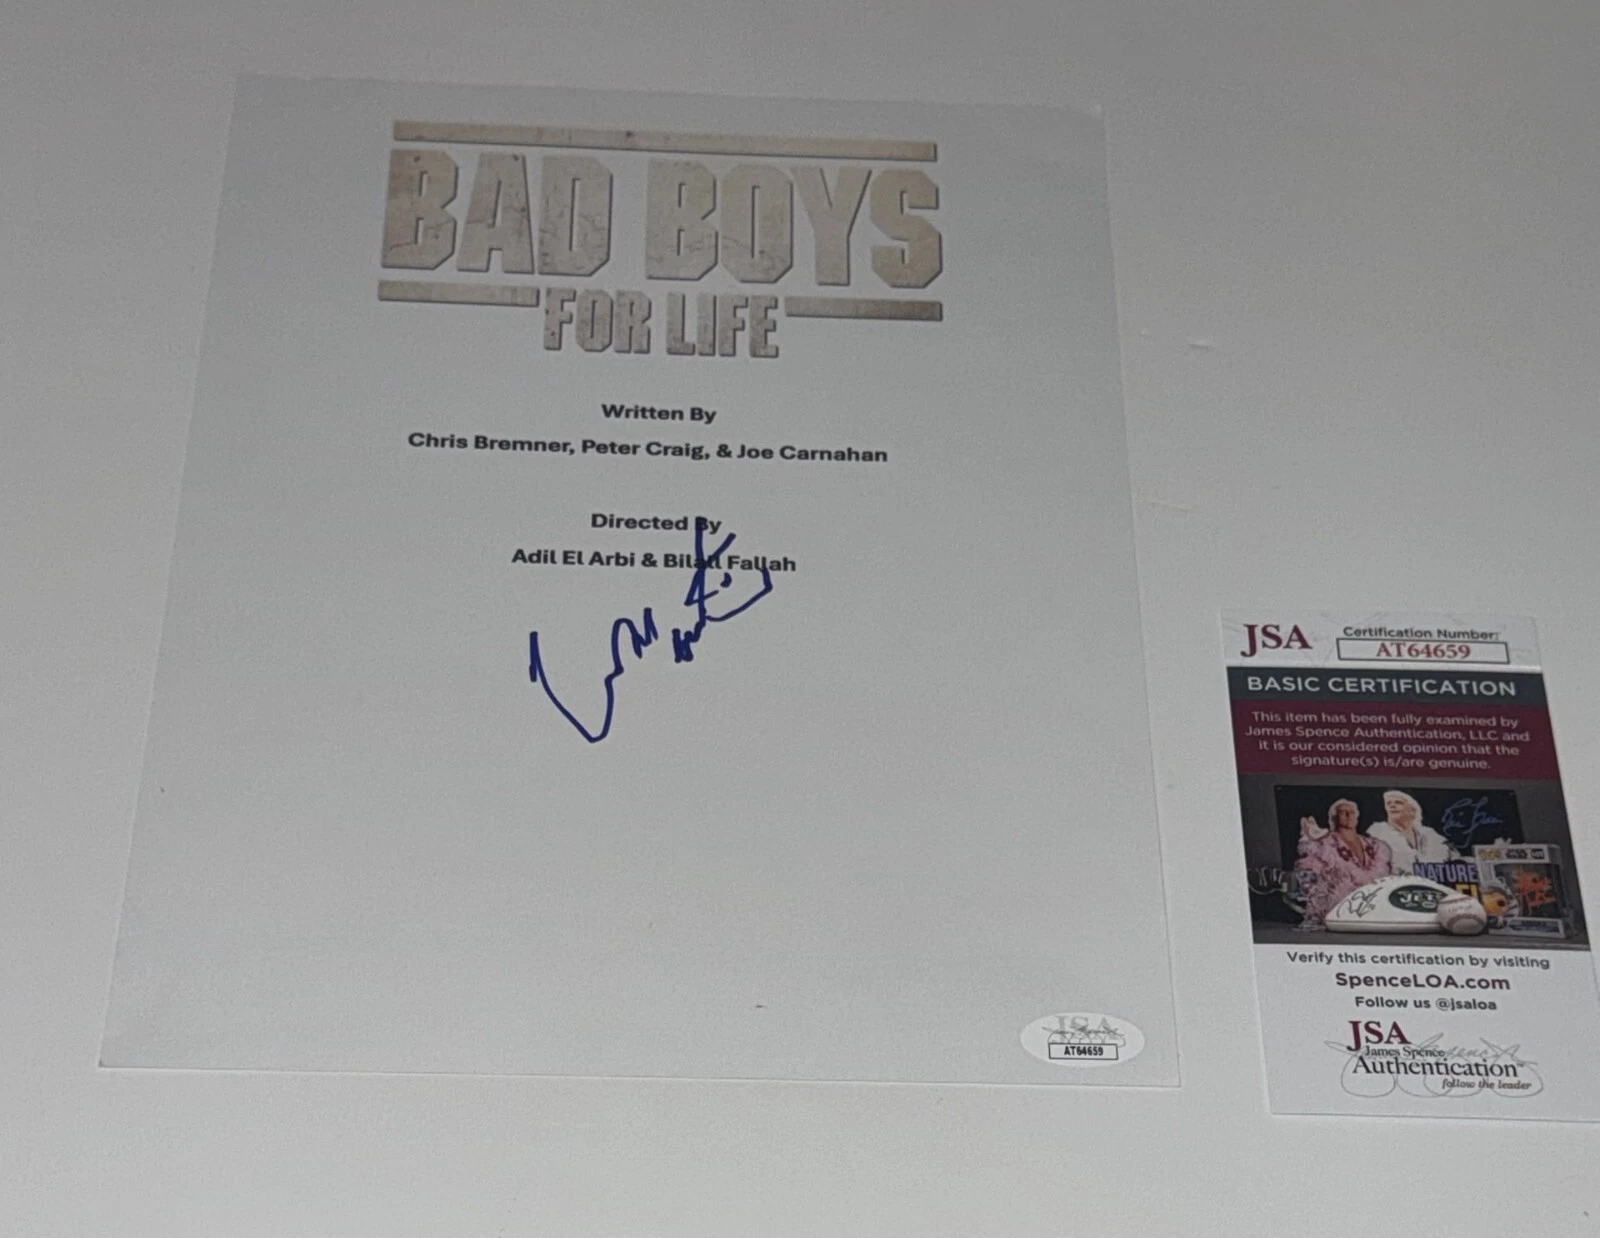 BAD BOYS
FOR LIFE
Written By
Chris Bremner, Peter Craig, & Joe Carnahan
Directed By
Adil El Arbi & Bilall Fallah
JSA
AT64659
JSA
Certification Number:
AT64659
BASIC CERTIFICATION
This item has been fully examined by
James Spence Authentication, LLC and
it is our considered opinion that the
signature(s) is/are genuine.
NATURE
JETS
Verify this certification by visiting
SpenceLOA.com
Follow us @jsaloa
JSA
James Spence
Authentication
follow the leader